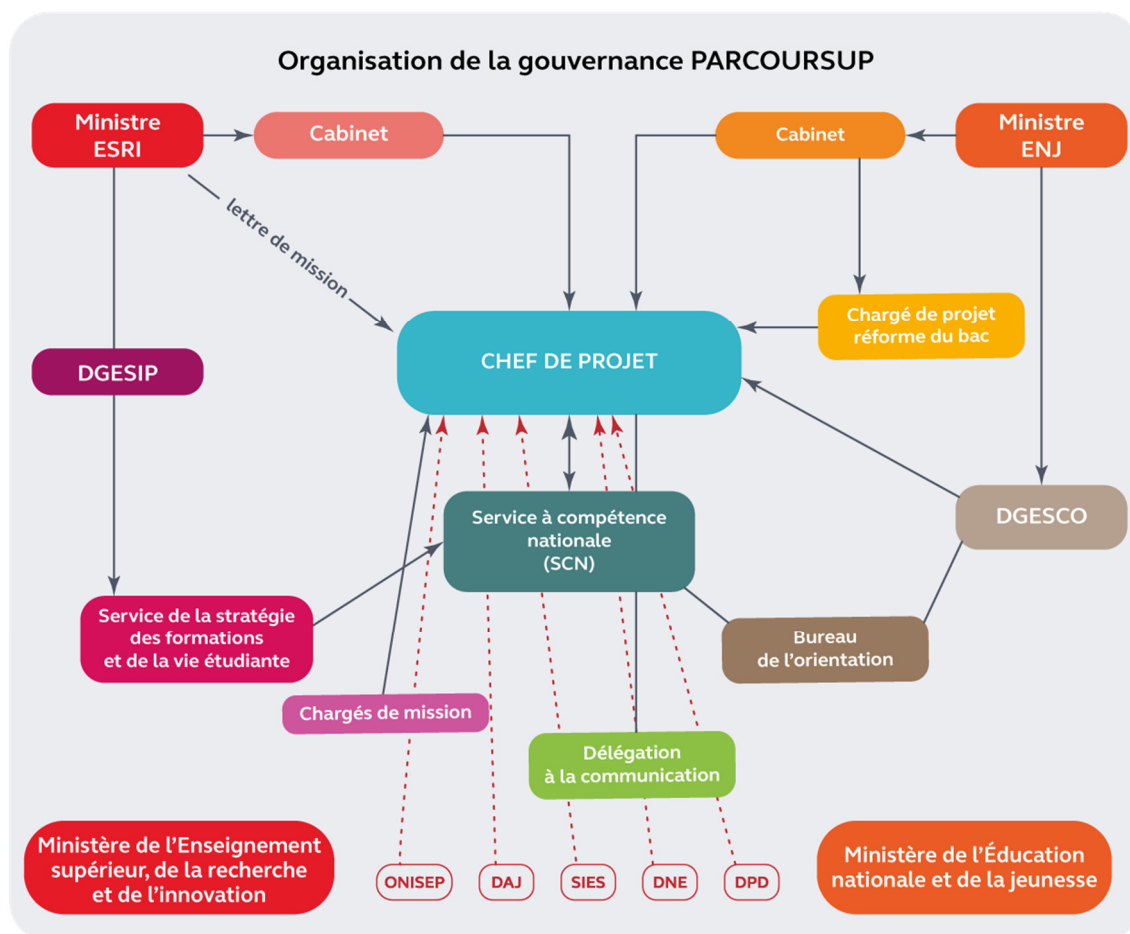 Organisation de la gouvernance PARCOURSUP
Ministre
ESRI
Cabinet
Cabinet
Ministre
ENJ
lettre de mission
Chargé de projet
réforme du bac
CHEF DE PROJET
DGESIP
Service à compétence
nationale
(SCN)
DGESCO
Service de la stratégie
des formations
et de la vie étudiante
Bureau
de l’orientation
Chargés de mission
Délégation
à la communication
Ministère de l’Enseignement
supérieur, de la recherche
et de l’innovation
ONISEP
DAJ
SIES
DNE
DPD
Ministère de l’Éducation
nationale et de la jeunesse